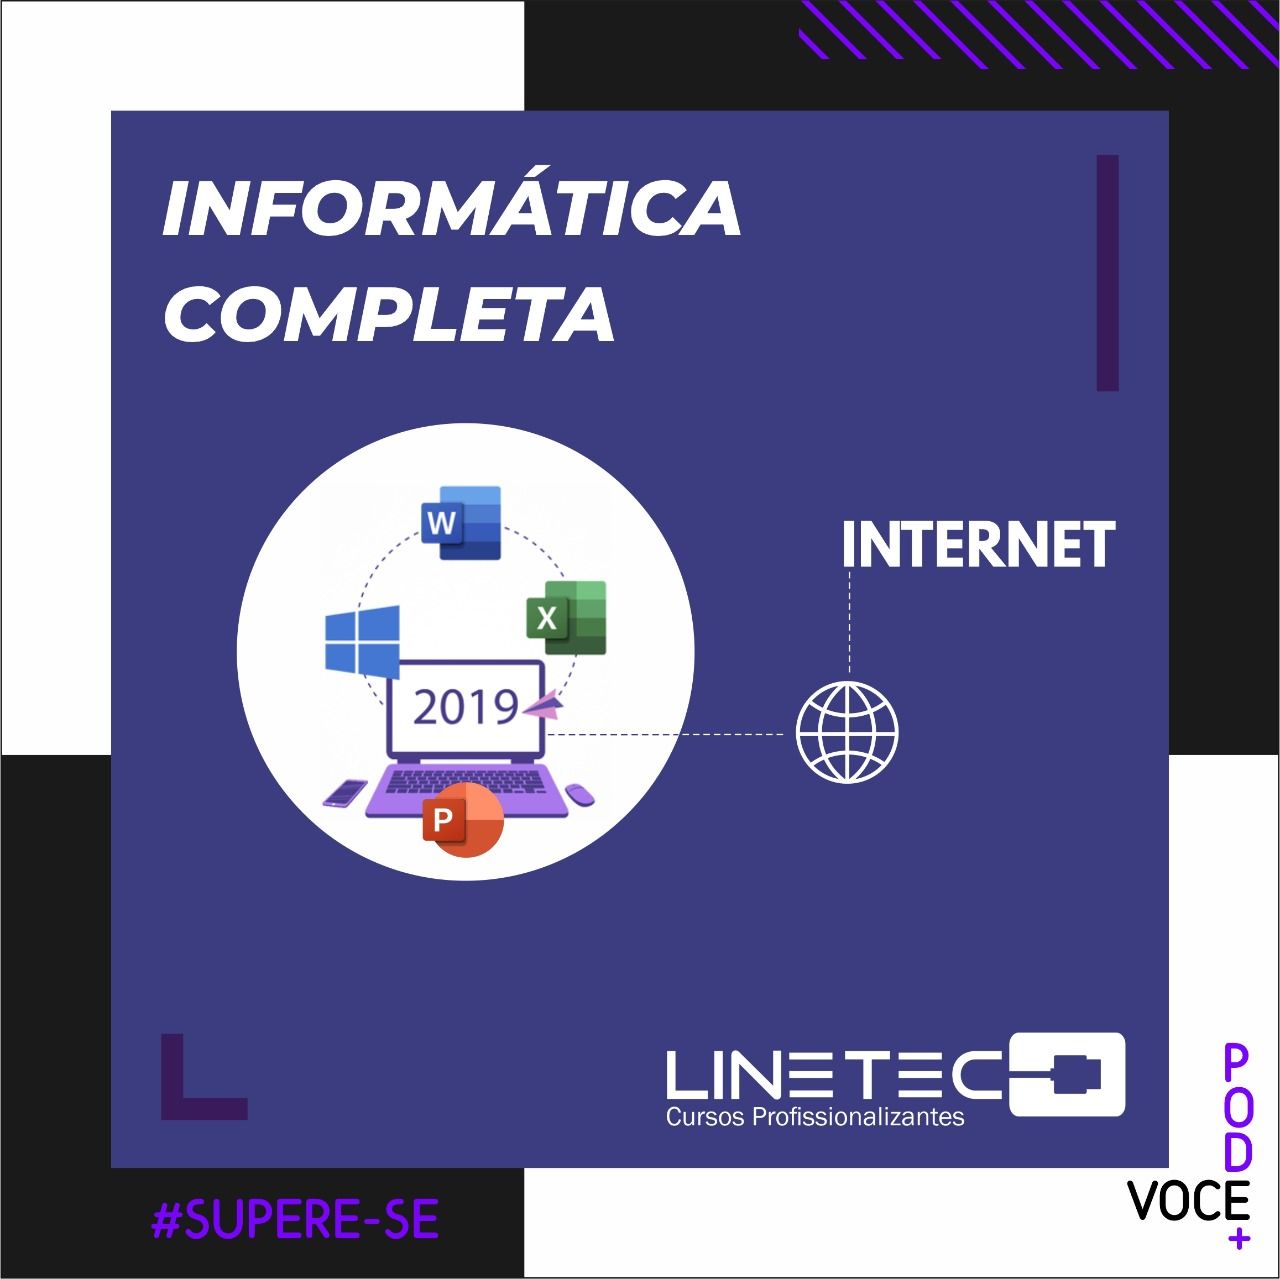 INFORMÁTICA
COMPLETA
W
X
2019
P
INTERNET
LINETEC
Cursos Profissionalizantes
#SUPERE-SE
POD
VOCE
+